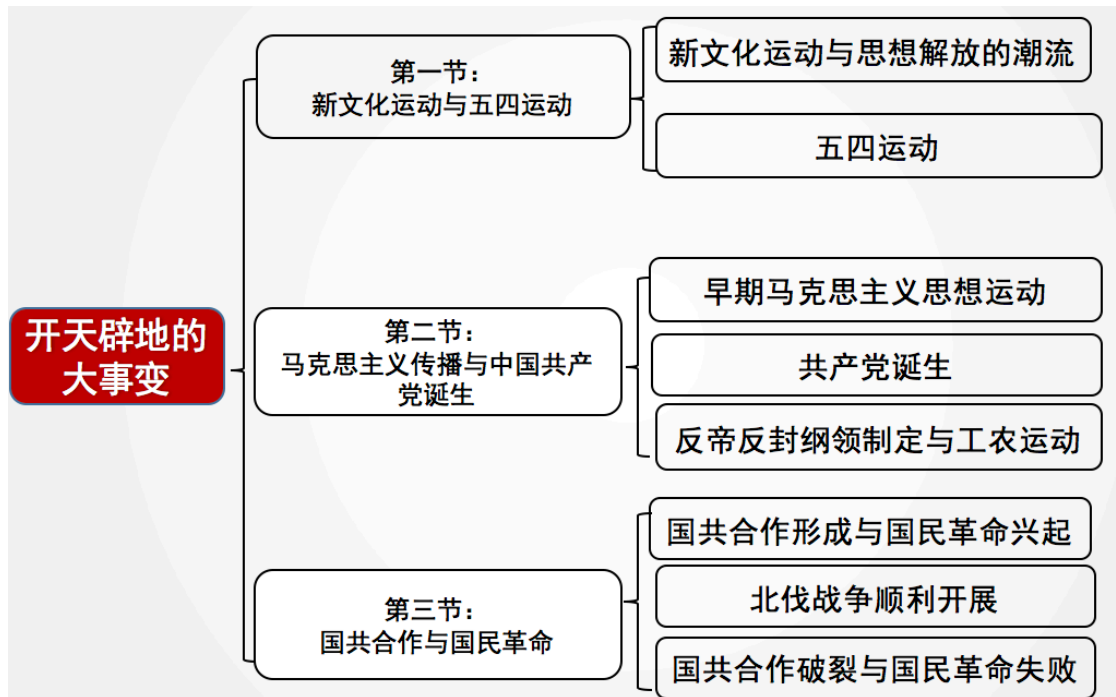 开天辟地的
大事变
第一节：
新文化运动与五四运动
新文化运动与思想解放的潮流
五四运动
第二节：
马克思主义传播与中国共产
党诞生
早期马克思主义思想运动
共产党诞生
反帝反封纲领制定与工农运动
第三节：
国共合作与国民革命
国共合作形成与国民革命兴起
北伐战争顺利开展
国共合作破裂与国民革命失败